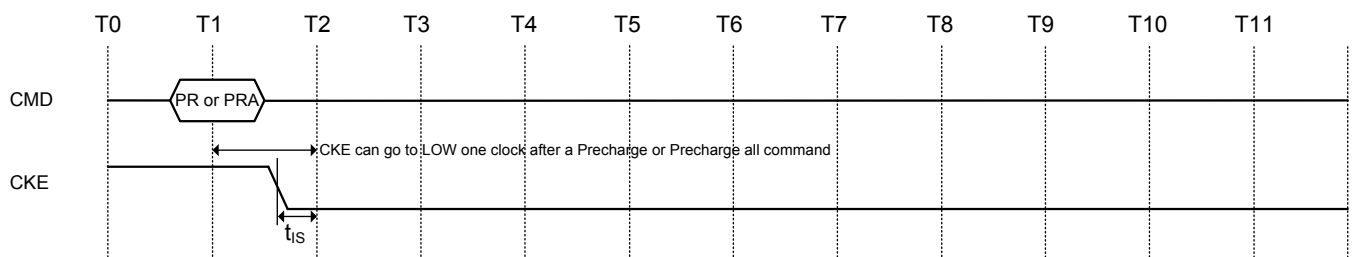 T0 T1 T2 T3 T4 T5 T6 T7 T8 T9 T10 T11
CMD PR or PRA
CKE can go to LOW one clock after a Precharge or Precharge all command
CKE
tIS